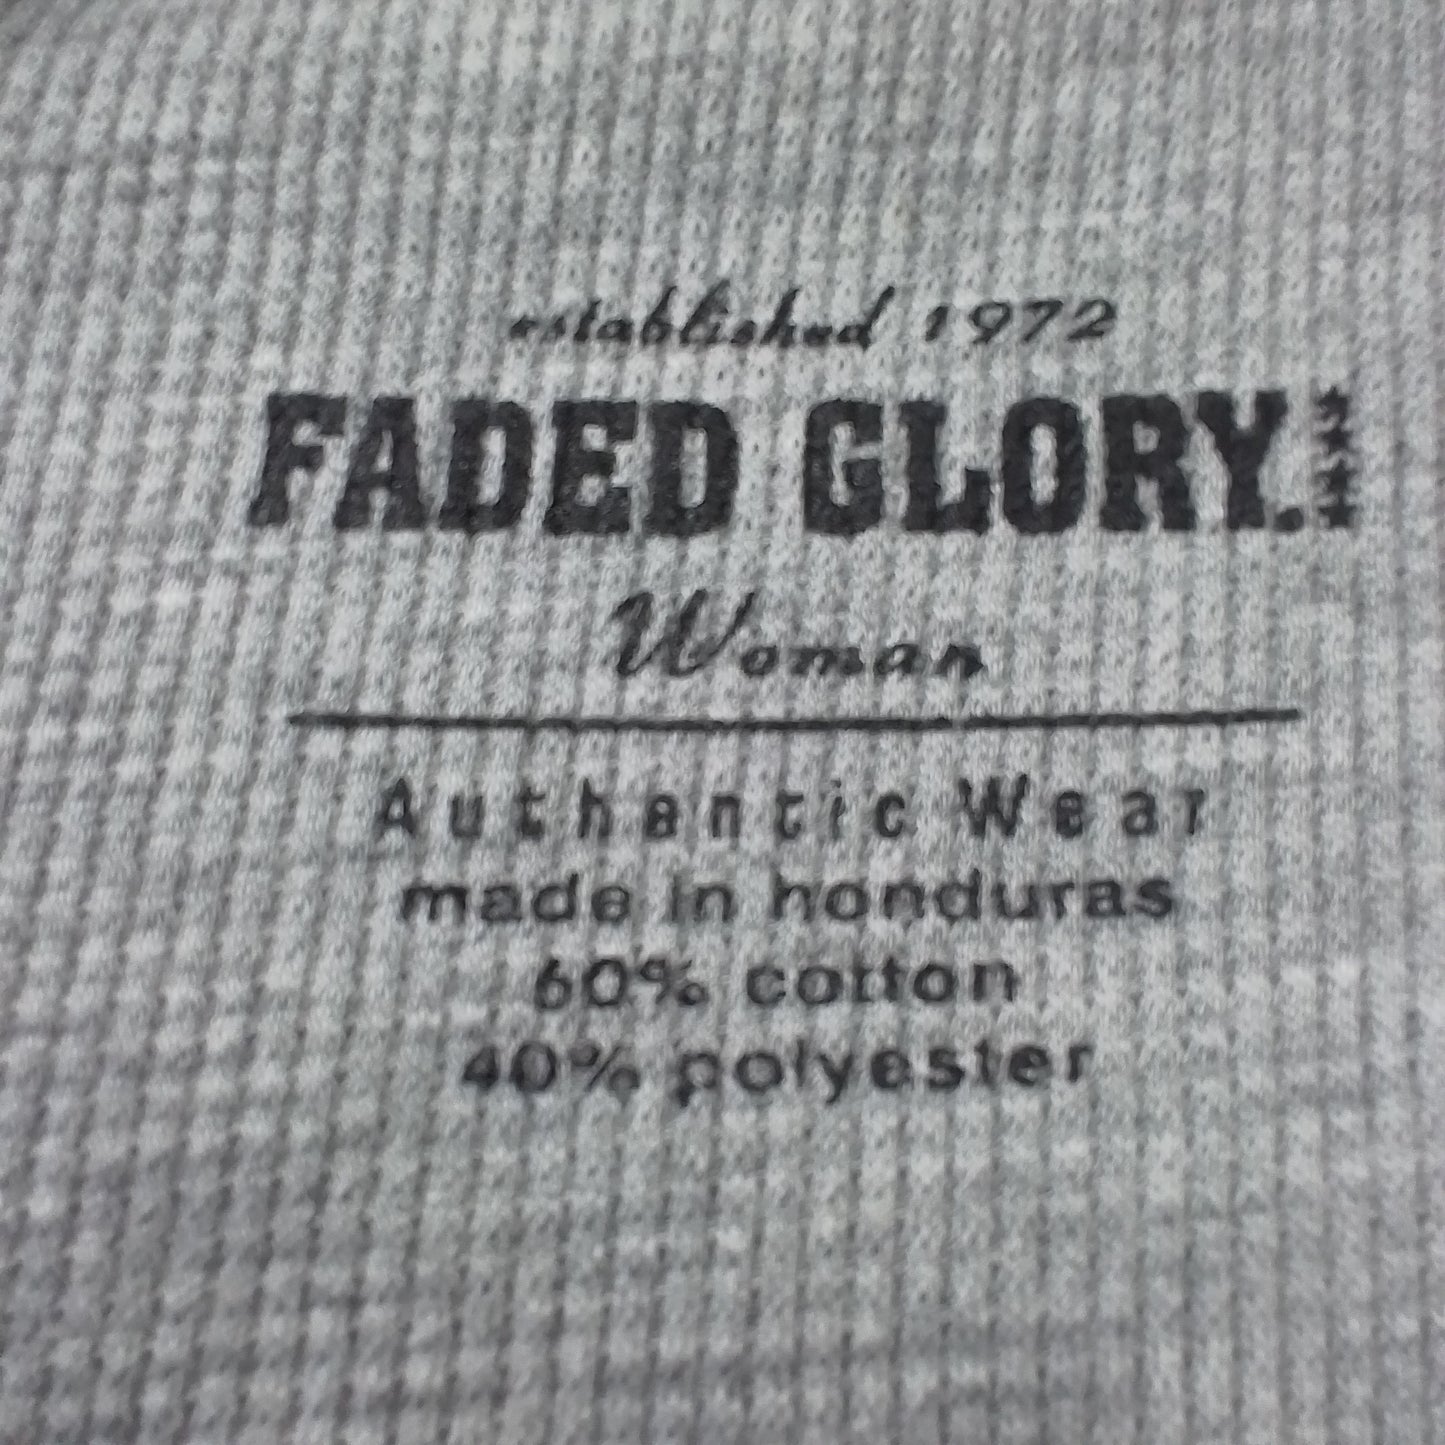 established 1972
FADED GLORY.
Woman
Authentic Wear
made in honduras
60% cotton
40% polyester